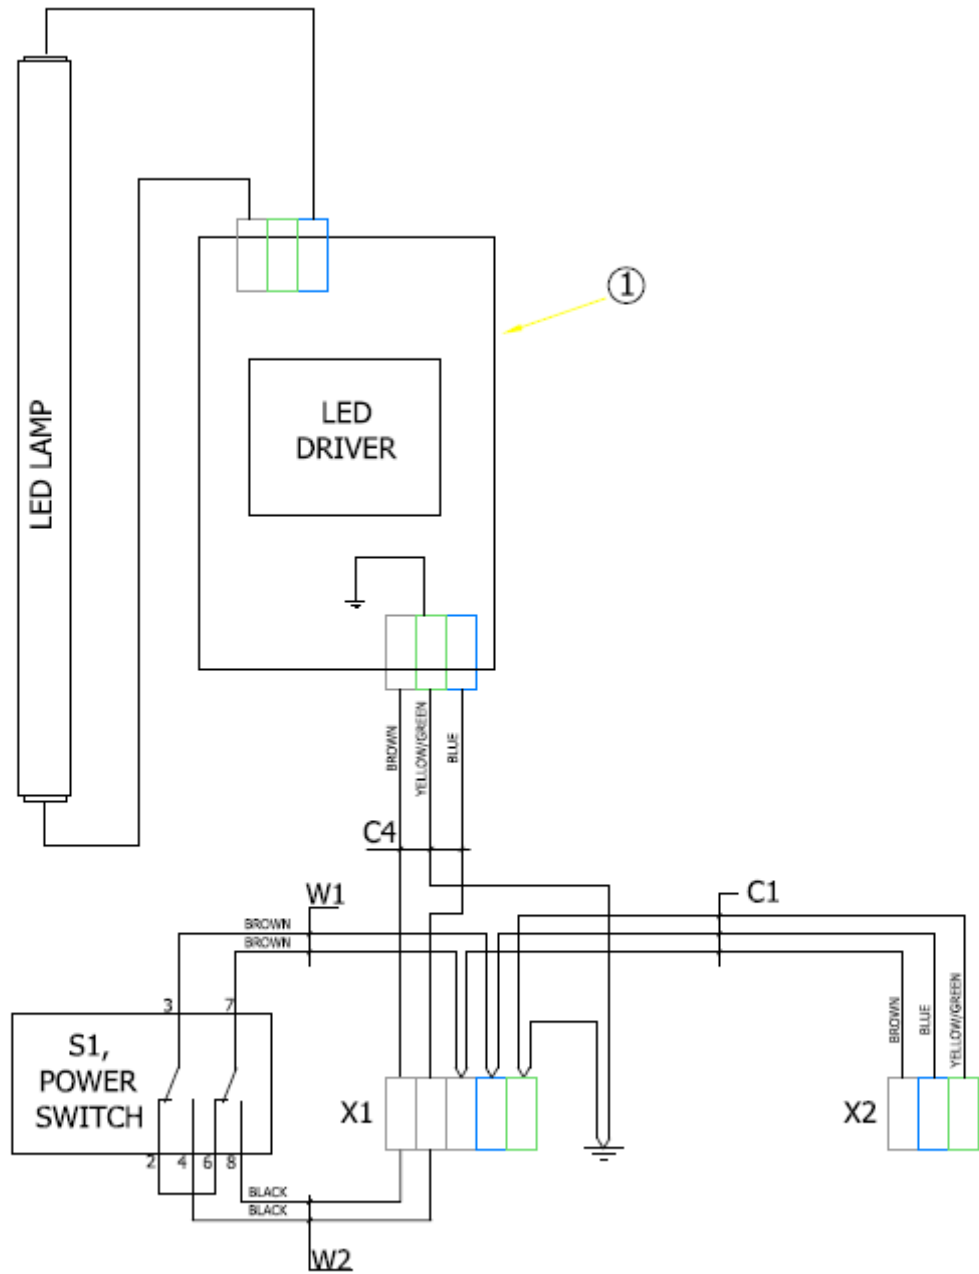 ①
LED
DRIVER
LED LAMP
BROWN
YELLOW/GREEN
BLUE
C4
W1
C1
BROWN
BROWN
3
7
S1,
POWER
SWITCH
X1
X2
BROWN
BLUE
YELLOW/GREEN
2
4
6
8
BLACK
BLACK
W2